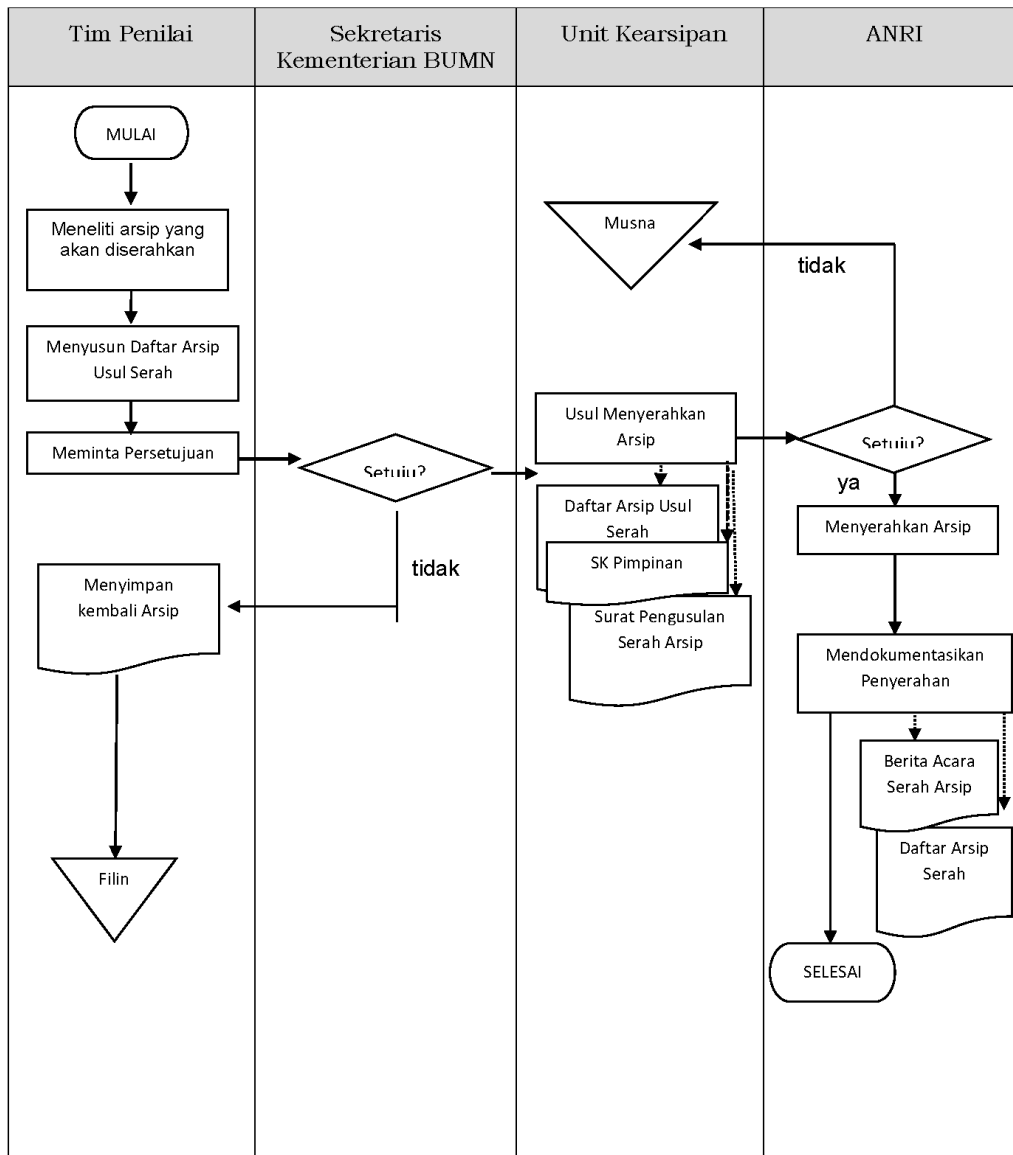 Tim Penilai
Sekretaris
Kementerian BUMN
Unit Kearsipan
ANRI
MULAI
Meneliti arsip yang
akan diserahkan
Menyusun Daftar Arsip
Usul Serah
Meminta Persetujuan
Setuju?
tidak
Menyimpan
kembali Arsip
Filin
Musna
tidak
Usul Menyerahkan
Arsip
Daftar Arsip Usul
Serah
SK Pimpinan
Surat Pengusulan
Serah Arsip
Setuju?
ya
Menyerahkan Arsip
Mendokumentasikan
Penyerahan
Berita Acara
Serah Arsip
Daftar Arsip
Serah
SELESAI